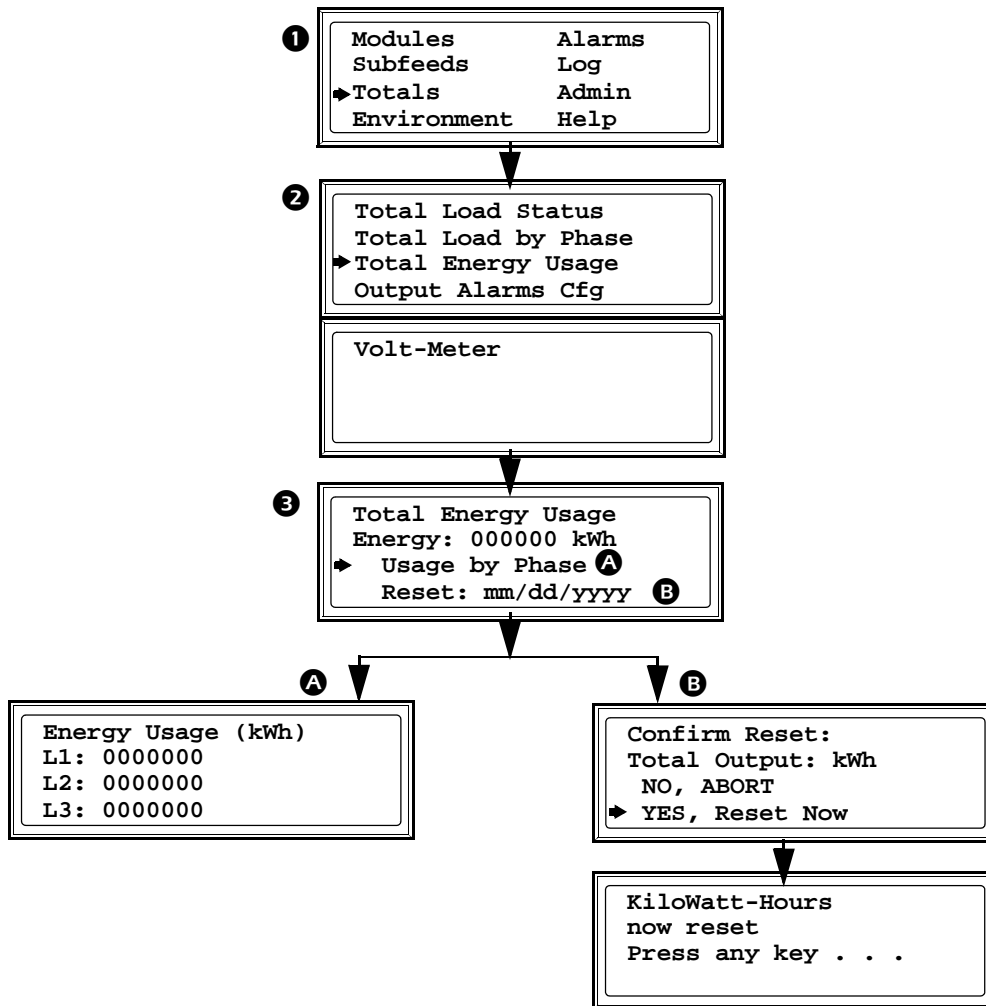 ❶
Modules Alarms
Subfeeds Log
Totals Admin
Environment Help
❷
Total Load Status
Total Load by Phase
Total Energy Usage
Output Alarms Cfg
Volt-Meter
❸
Total Energy Usage
Energy: 000000 kWh
Usage by Phase A
Reset: mm/dd/yyyy B
A
Energy Usage (kWh)
L1: 0000000
L2: 0000000
L3: 0000000
B
Confirm Reset:
Total Output: kWh
NO, ABORT
YES, Reset Now
KiloWatt-Hours
now reset
Press any key . . .